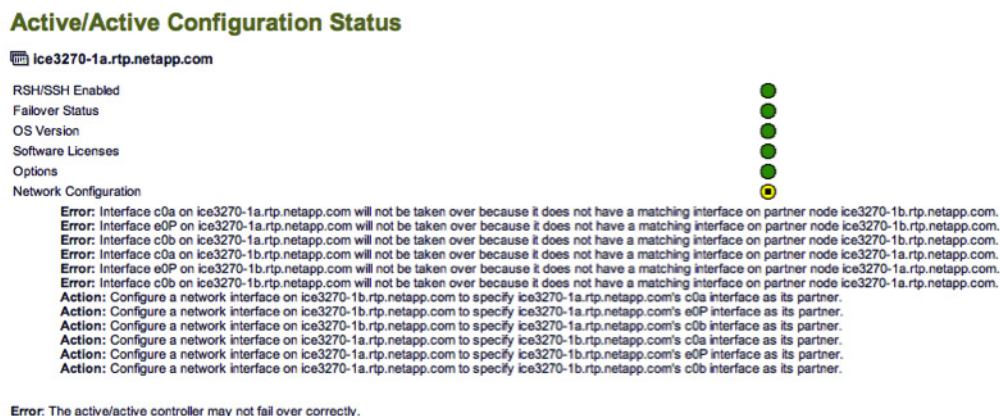 Active/Active Configuration Status
ice3270-1a.rtp.netapp.com
RSH/SSH Enabled
Failover Status
OS Version
Software Licenses
Options
Network Configuration
Error: Interface c0a on ice3270-1a.rtp.netapp.com will not be taken over because it does not have a matching interface on partner node ice3270-1b.rtp.netapp.com.
Error: Interface e0P on ice3270-1a.rtp.netapp.com will not be taken over because it does not have a matching interface on partner node ice3270-1b.rtp.netapp.com.
Error: Interface c0b on ice3270-1a.rtp.netapp.com will not be taken over because it does not have a matching interface on partner node ice3270-1b.rtp.netapp.com.
Error: Interface c0a on ice3270-1b.rtp.netapp.com will not be taken over because it does not have a matching interface on partner node ice3270-1a.rtp.netapp.com.
Error: Interface e0P on ice3270-1b.rtp.netapp.com will not be taken over because it does not have a matching interface on partner node ice3270-1a.rtp.netapp.com.
Error: Interface c0b on ice3270-1b.rtp.netapp.com will not be taken over because it does not have a matching interface on partner node ice3270-1a.rtp.netapp.com.
Action: Configure a network interface on ice3270-1b.rtp.netapp.com to specify ice3270-1a.rtp.netapp.com's c0a interface as its partner.
Action: Configure a network interface on ice3270-1b.rtp.netapp.com to specify ice3270-1a.rtp.netapp.com's e0P interface as its partner.
Action: Configure a network interface on ice3270-1b.rtp.netapp.com to specify ice3270-1a.rtp.netapp.com's c0b interface as its partner.
Action: Configure a network interface on ice3270-1a.rtp.netapp.com to specify ice3270-1b.rtp.netapp.com's c0a interface as its partner.
Action: Configure a network interface on ice3270-1a.rtp.netapp.com to specify ice3270-1b.rtp.netapp.com's e0P interface as its partner.
Action: Configure a network interface on ice3270-1a.rtp.netapp.com to specify ice3270-1b.rtp.netapp.com's c0b interface as its partner.
Error: The active/active controller may not fail over correctly.